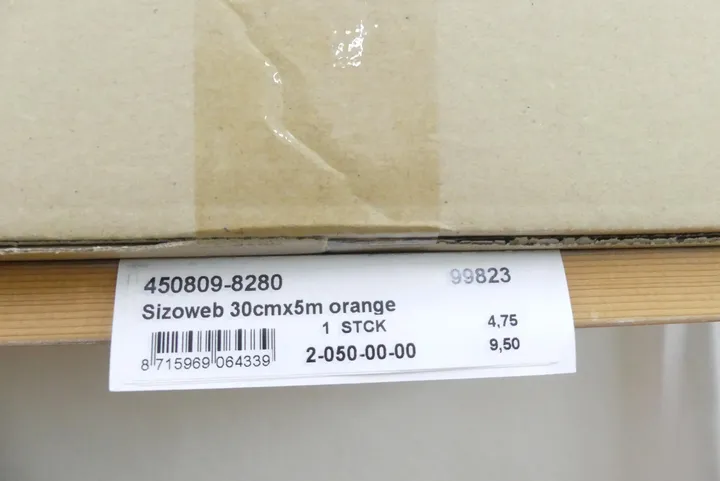 450809-8280 99823
Sizoweb 30cmx5m orange
1 STCK 4,75
8 715969 064339 2-050-00-00 9,50